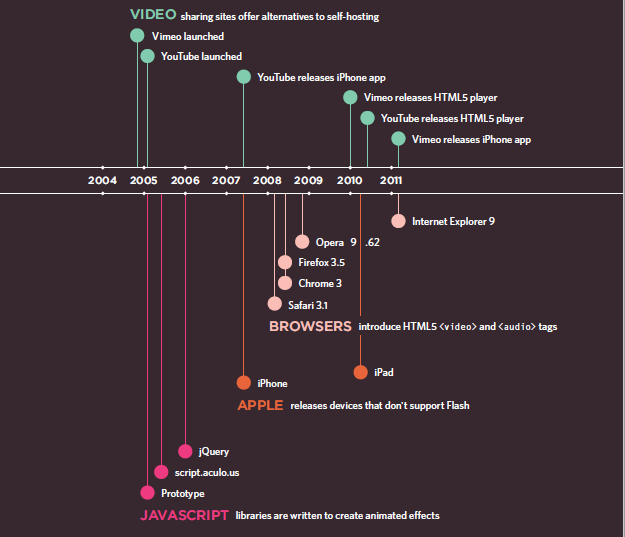 VIDEO sharing sites offer alternatives to self-hosting
Vimeo launched
YouTube launched
YouTube releases iPhone app
Vimeo releases HTML5 player
YouTube releases HTML5 player
Vimeo releases iPhone app
2004 2005 2006 2007 2008 2009 2010 2011
Internet Explorer 9
Opera 9 .62
Firefox 3.5
Chrome 3
Safari 3.1
BROWSERS introduce HTML5 <video> and <audio> tags
iPad
iPhone
APPLE releases devices that don't support Flash
jQuery
script.aculo.us
Prototype
JAVASCRIPT libraries are written to create animated effects